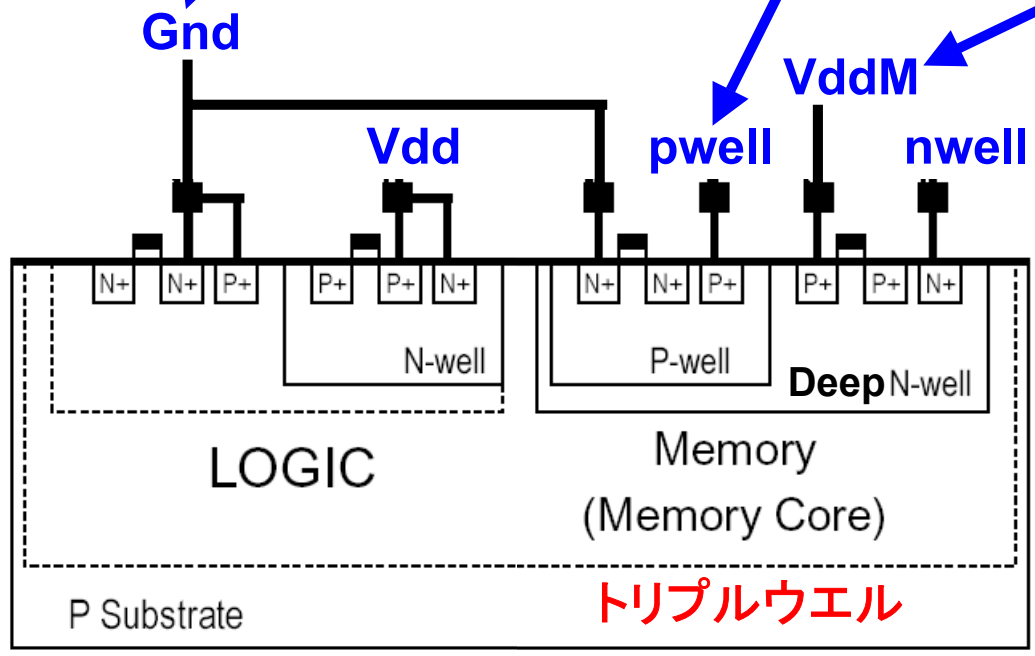 Gnd
VddM
Vdd
pwell
nwell
N+ N+ P+ P+ P+ N+ N+ N+ P+ P+ P+ N+
N-well
P-well
Deep N-well
LOGIC
Memory
(Memory Core)
P Substrate
トリプルウエル